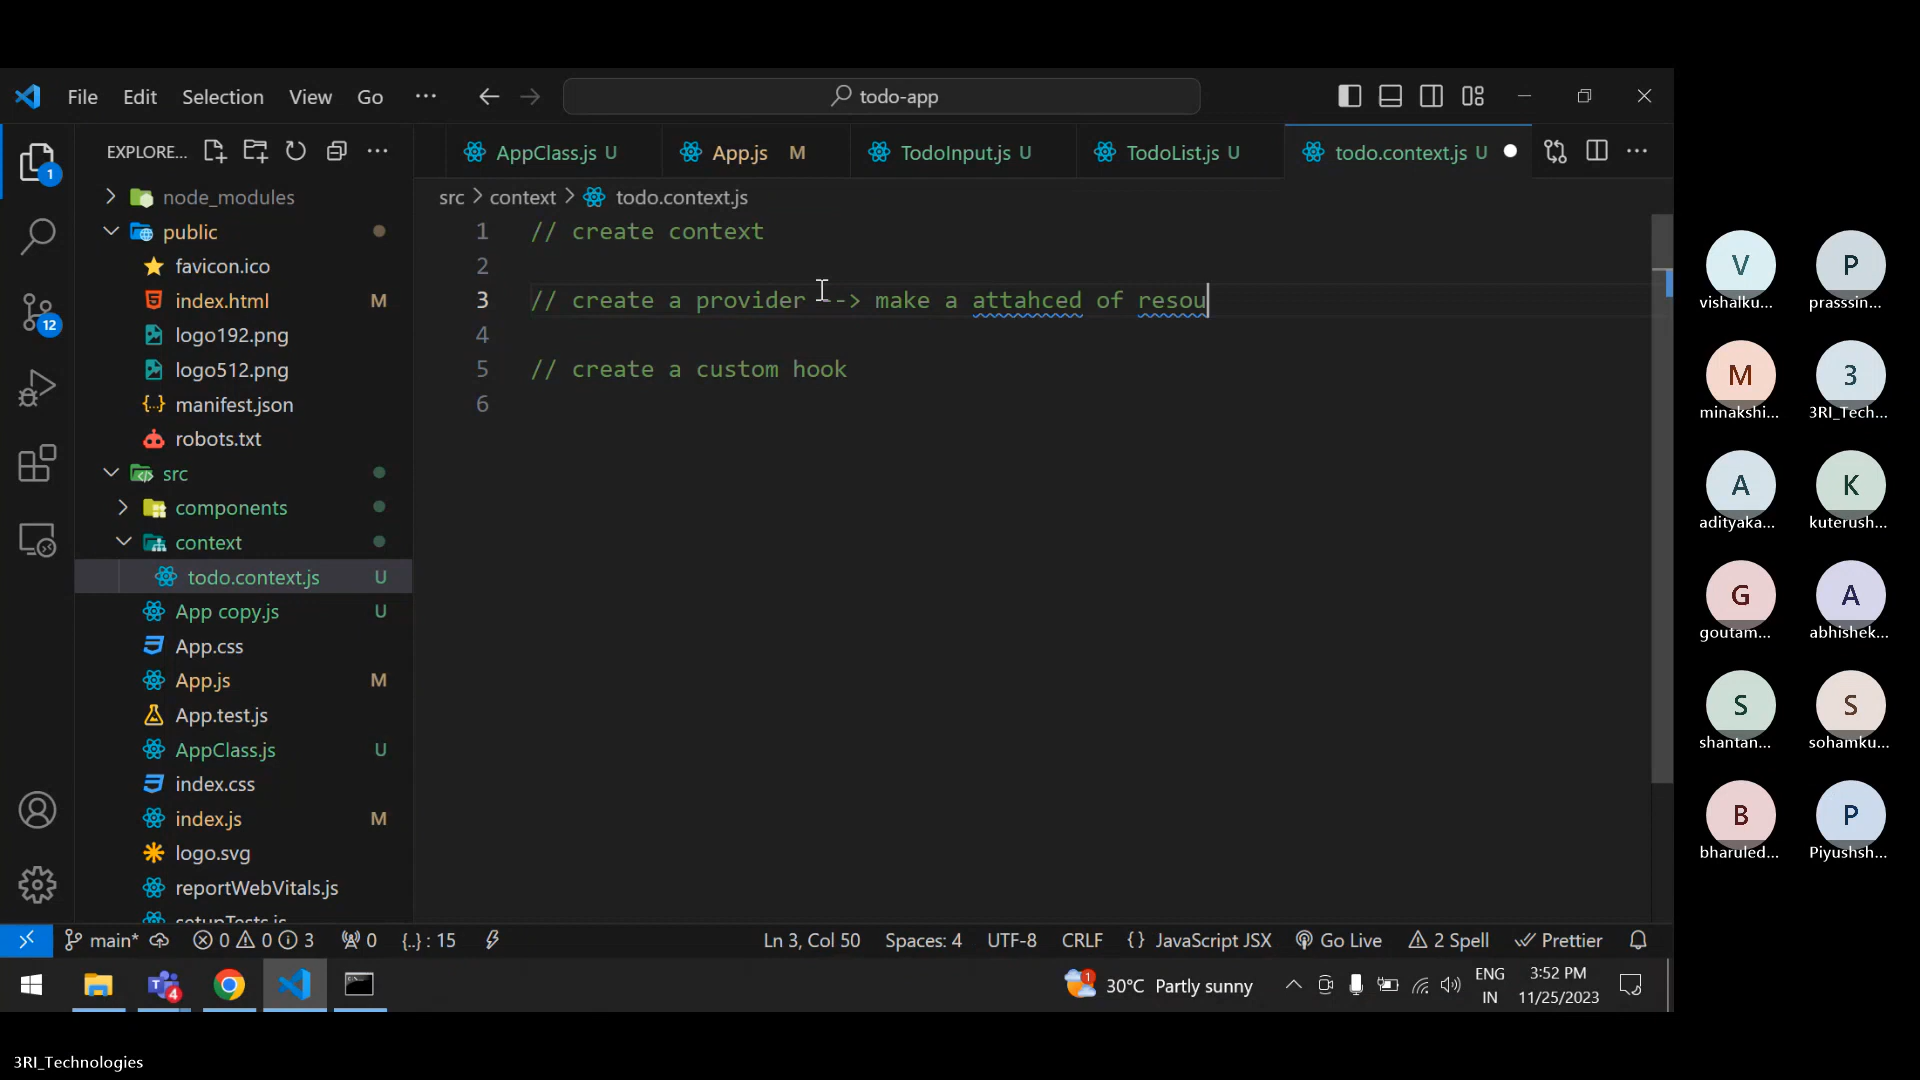 File Edit Selection View Go ··· todo-app
EXPLORE... AppClass.js U App.js M TodoInput.js U TodoList.js U todo.context.js U
src > context > todo.context.js
node_modules
public
favicon.ico
index.html M
logo192.png
logo512.png
manifest.json
robots.txt
src
components
context
todo.context.js U
App copy.js U
App.css
App.js M
App.test.js
AppClass.js U
index.css
index.js M
logo.svg
reportWebVitals.js
setupTests.js
1 // create context
2
3 // create a provider --> make a attahced of resou
4
5 // create a custom hook
6
1
12
main* 0 0 3 0 {..} : 15 Ln 3, Col 50 Spaces: 4 UTF-8 CRLF {} JavaScript JSX Go Live 2 Spell Prettier
4 1 30°C Partly sunny ENG IN 3:52 PM 11/25/2023
V P
vishalku... prasssin...
M 3
minakshi... 3RI_Tech...
A K
adityaka... kuterush...
G A
goutam... abhishek...
S S
shantan... sohamku...
B P
bharuled... Piyushsh...
3RI_Technologies